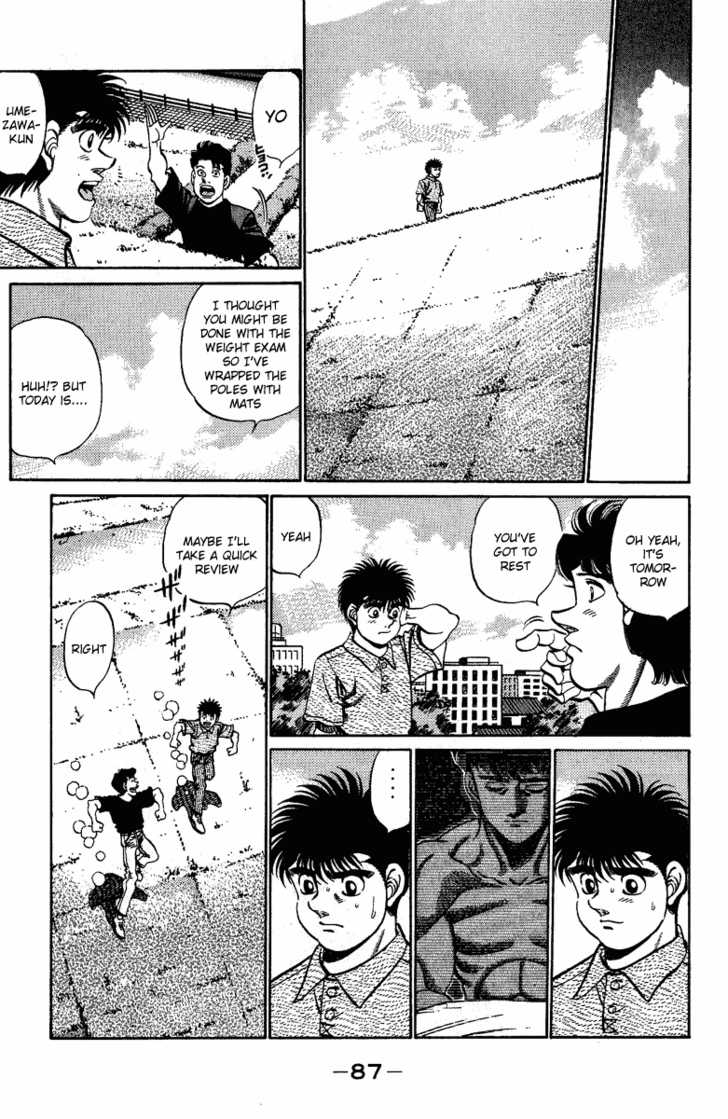 YO
UME-
ZAWA-
KUN
I THOUGHT
YOU MIGHT BE
DONE WITH THE
WEIGHT EXAM
SO I'VE
WRAPPED THE
POLES WITH
MATS
HUH!? BUT
TODAY IS....
OH YEAH,
IT'S
TOMOR-
ROW
YOU'VE
GOT TO
REST
YEAH
....
MAYBE I'LL
TAKE A QUICK
REVIEW
RIGHT
—87—